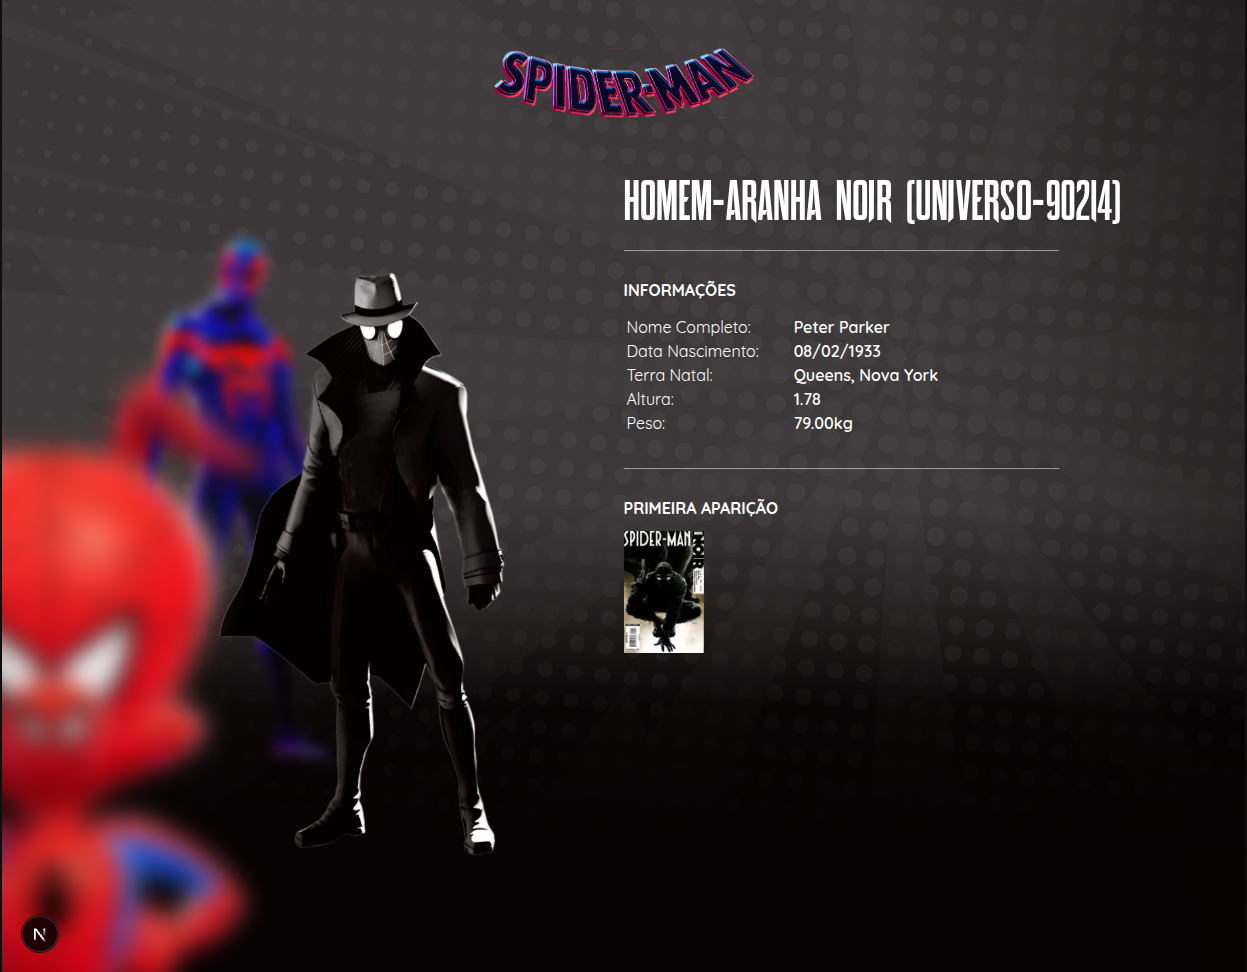 SPIDER-MAN
HOMEM-ARANHA NOIR (UNIVERSO-90214)
INFORMAÇÕES
Nome Completo: Peter Parker
Data Nascimento: 08/02/1933
Terra Natal: Queens, Nova York
Altura: 1.78
Peso: 79.00kg
PRIMEIRA APARIÇÃO
SPIDER-MAN
NOIR
N